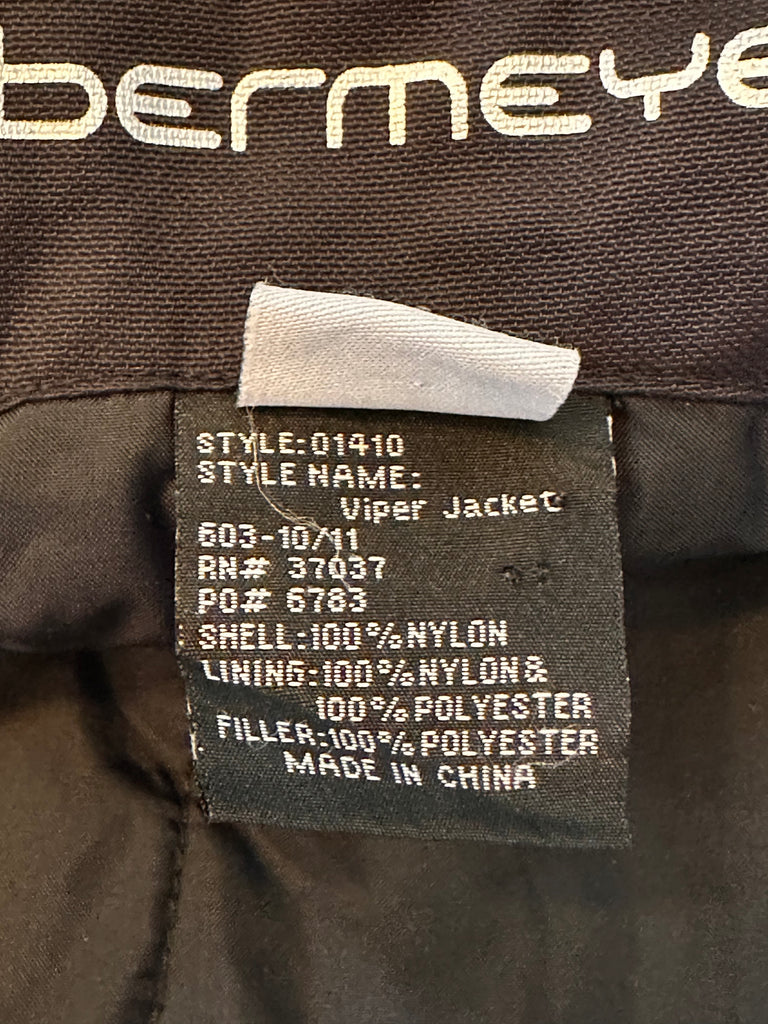 bermeye
STYLE:01410
STYLE NAME:
Viper Jacket
603-10/11
RN# 37037
PO# 6783
SHELL:100%NYLON
LINING:100%NYLON&
100%POLYESTER
FILLER:100%POLYESTER
MADE IN CHINA